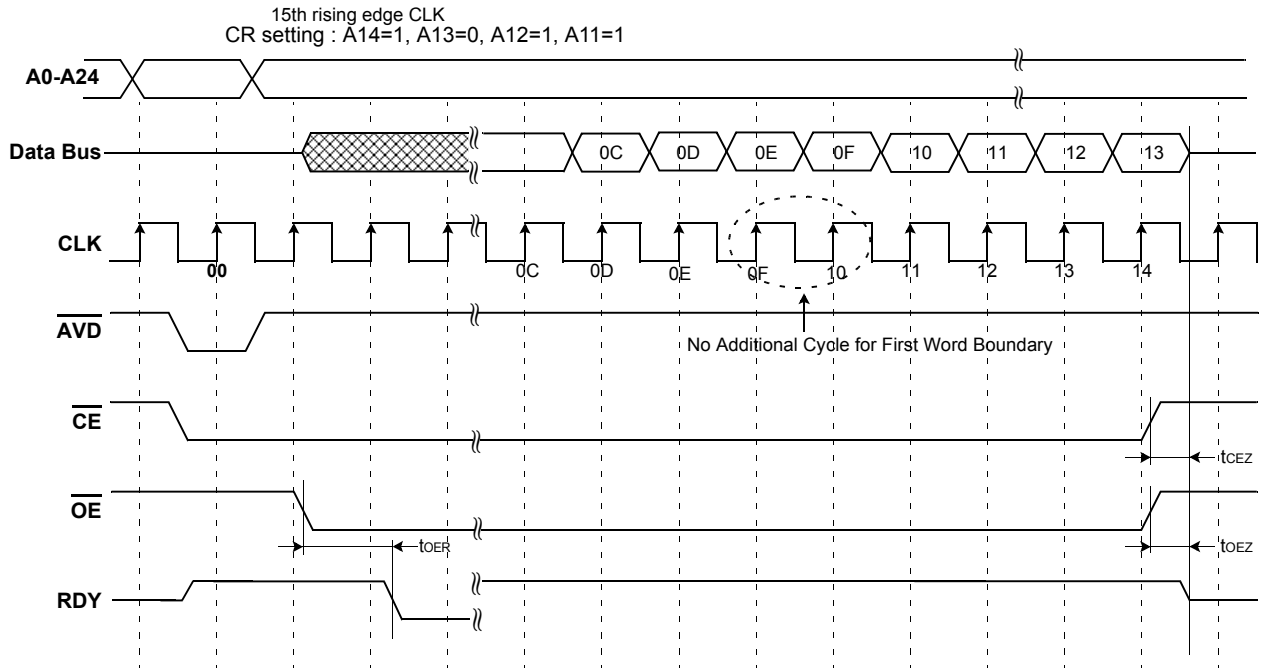 15th rising edge CLK
CR setting : A14=1, A13=0, A12=1, A11=1
A0-A24
Data Bus
0C 0D 0E 0F 10 11 12 13
CLK
00 0C 0D 0E 0F 10 11 12 13 14
AVD
No Additional Cycle for First Word Boundary
CE
tCEZ
OE
tOER
tOEZ
RDY